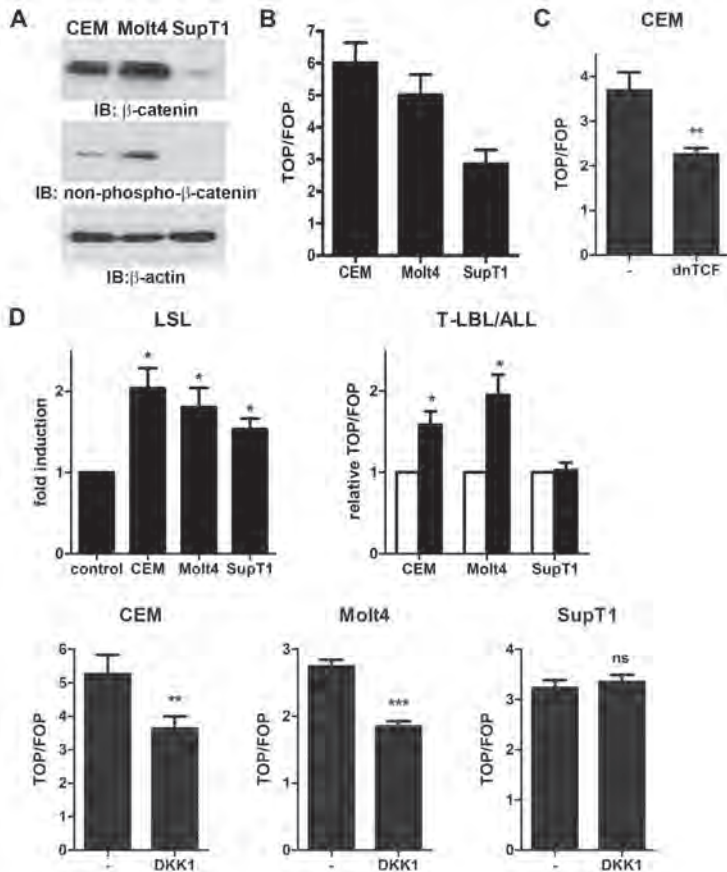 A
CEM Molt4 SupT1
IB: β-catenin
IB: non-phospho-β-catenin
IB:β-actin
B
TOP/FOP
7
6
5
4
3
2
1
0
CEM Molt4 SupT1
C
CEM
TOP/FOP
4
3
2
1
0
**
- dnTCF
D
LSL
fold induction
2
1
0
* * *
control CEM Molt4 SupT1
T-LBL/ALL
relative TOP/FOP
2
1
0
* *
CEM Molt4 SupT1
CEM
TOP/FOP
6
5
4
3
2
1
0
**
- DKK1
Molt4
TOP/FOP
3
2
1
0
***
- DKK1
SupT1
TOP/FOP
4
3
2
1
0
ns
- DKK1